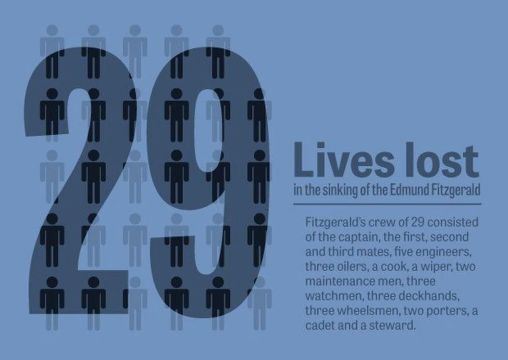 29
Lives lost
in the sinking of the Edmund Fitzgerald
Fitzgerald's crew of 29 consisted
of the captain, the first, second
and third mates, five engineers,
three oilers, a cook, a wiper, two
maintenance men, three
watchmen, three deckhands,
three wheelsmen, two porters, a
cadet and a steward.